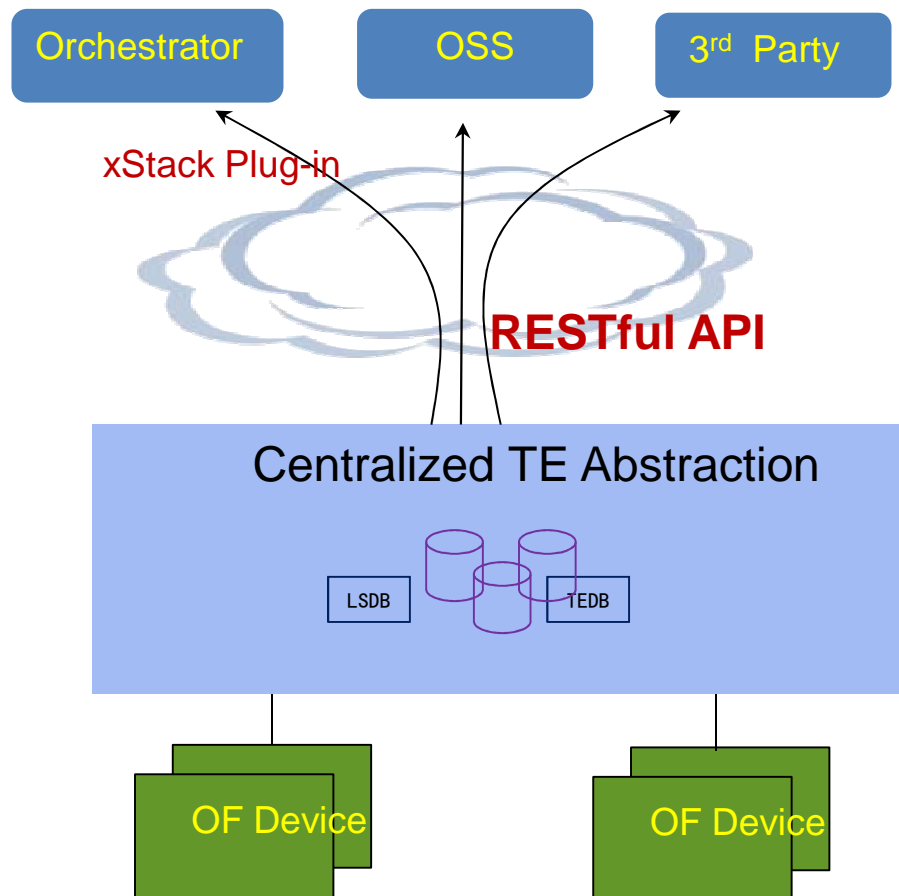 Orchestrator
OSS
3rd Party
xStack Plug-in
RESTful API
Centralized TE Abstraction
LSDB
TEDB
OF Device
OF Device